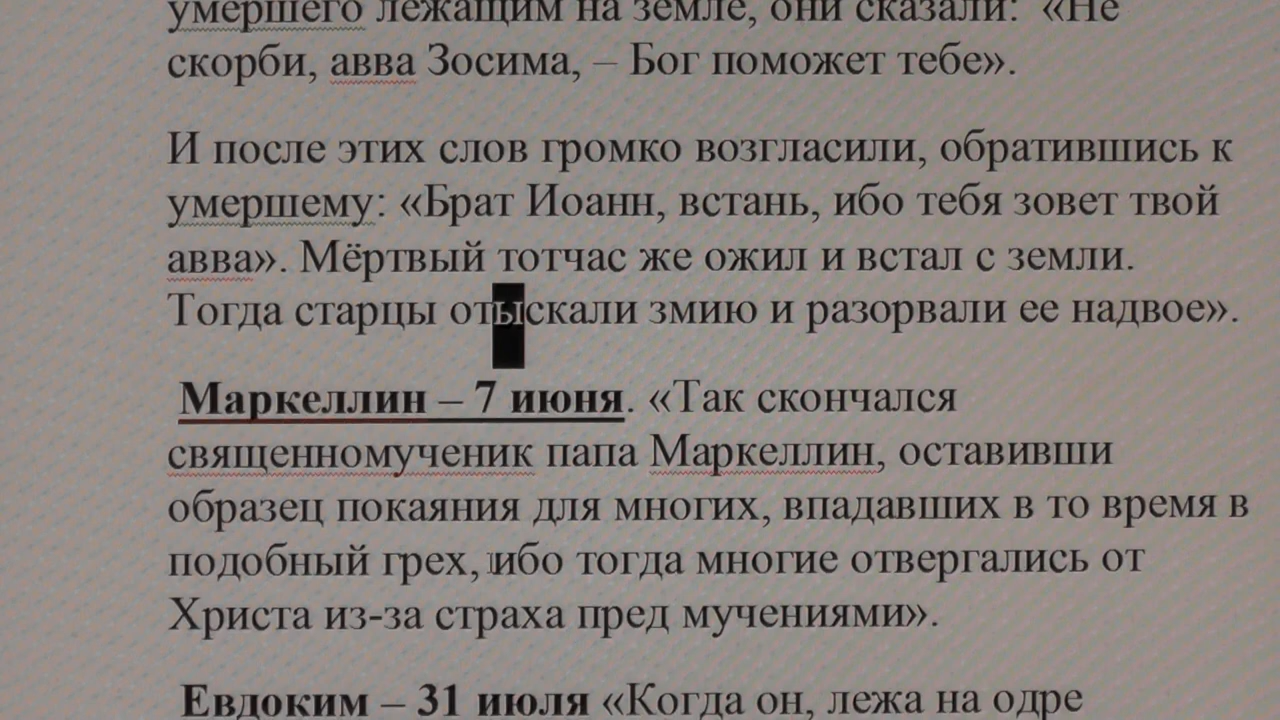 умершего лежащим на земле, они сказали: «Не
скорби, авва Зосима, – Бог поможет тебе».
И после этих слов громко возгласили, обратившись к
умершему: «Брат Иоанн, встань, ибо тебя зовет твой
авва». Мёртвый тотчас же ожил и встал с земли.
Тогда старцы отыскали змию и разорвали ее надвое».
Маркеллин – 7 июня. «Так скончался
священномученик папа Маркеллин, оставивши
образец покаяния для многих, впадавших в то время в
подобный грех, ибо тогда многие отвергались от
Христа из-за страха пред мучениями».
Евдоким – 31 июля «Когда он, лежа на одре